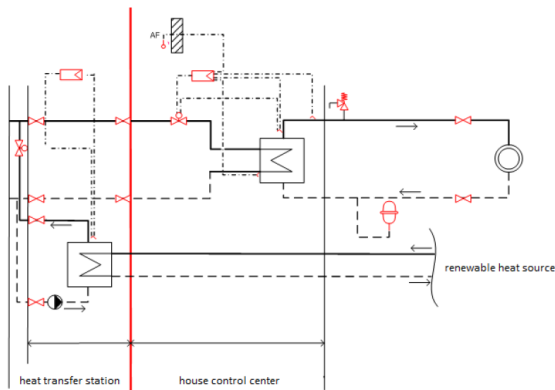 AF
renewable heat source
heat transfer station
house control center